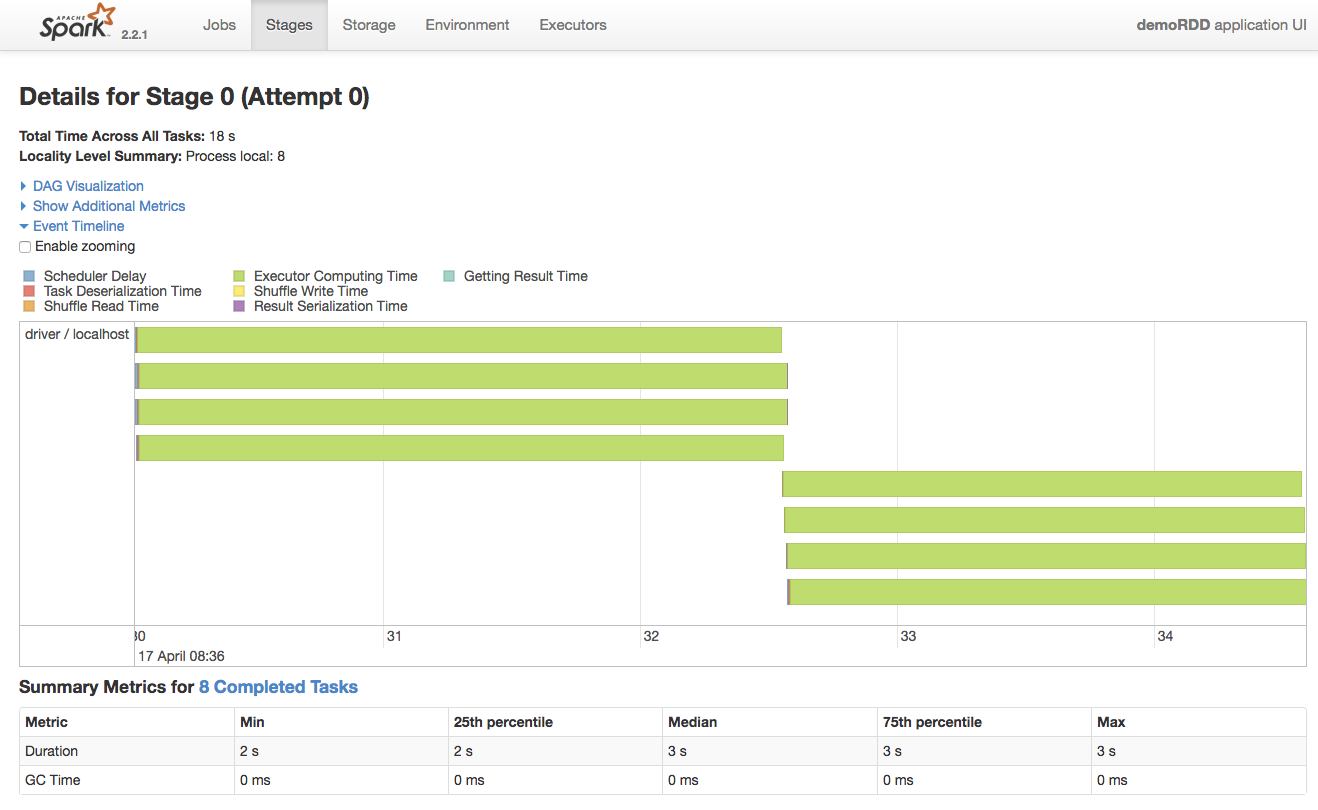 APACHE
Spark 2.2.1 Jobs Stages Storage Environment Executors demoRDD application UI
Details for Stage 0 (Attempt 0)
Total Time Across All Tasks: 18 s
Locality Level Summary: Process local: 8
DAG Visualization
Show Additional Metrics
Event Timeline
Enable zooming
Scheduler Delay Executor Computing Time Getting Result Time
Task Deserialization Time Shuffle Write Time
Shuffle Read Time Result Serialization Time
driver / localhost
30 31 32 33 34
17 April 08:36
Summary Metrics for 8 Completed Tasks
Metric Min 25th percentile Median 75th percentile Max
Duration 2 s 2 s 3 s 3 s 3 s
GC Time 0 ms 0 ms 0 ms 0 ms 0 ms